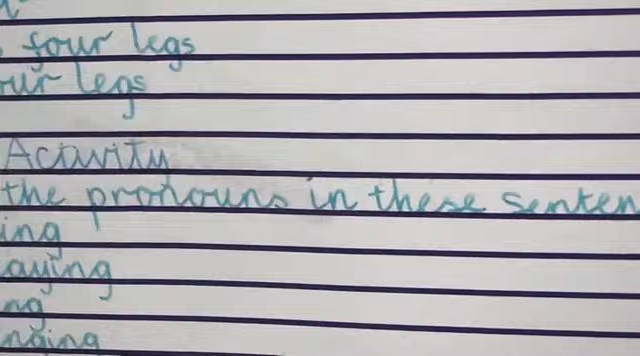 four legs
ur legs
Activity
the pronouns in these senten
ing
aying
ng
nging